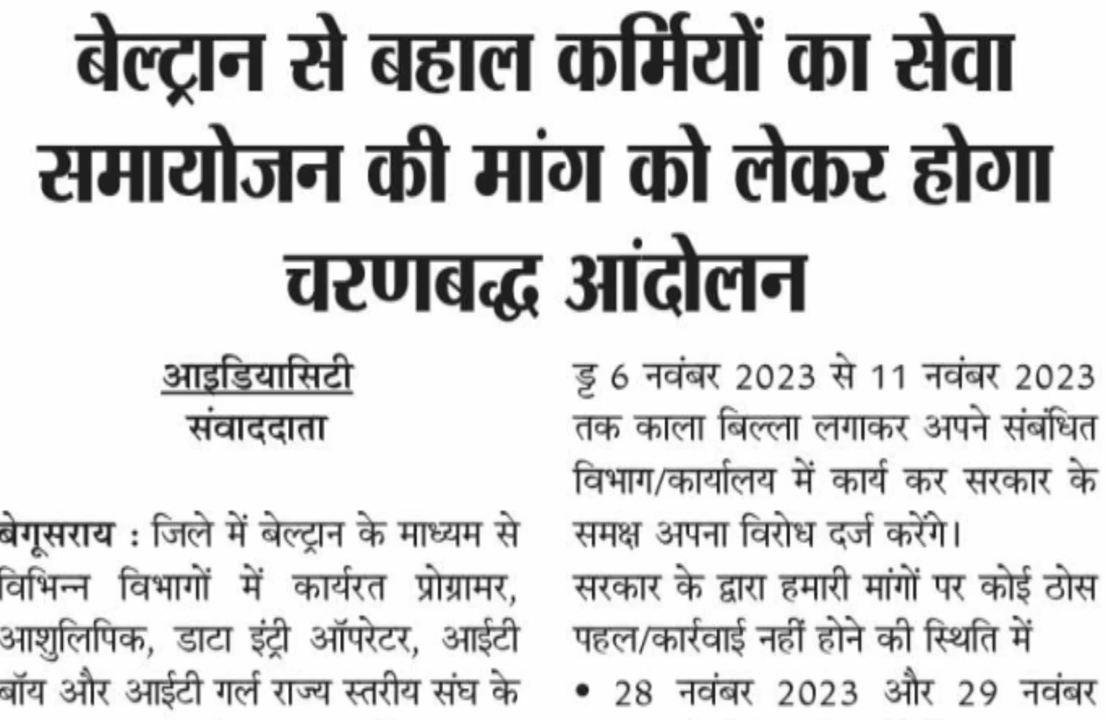 बेल्ट्रान से बहाल कर्मियों का सेवा
समायोजन की मांग को लेकर होगा
चरणबद्ध आंदोलन
आइडियासिटी
संवाददाता
बेगूसराय : जिले में बेल्ट्रान के माध्यम से
विभिन्न विभागों में कार्यरत प्रोग्रामर,
आशुलिपिक, डाटा इंट्री ऑपरेटर, आईटी
बॉय और आईटी गर्ल राज्य स्तरीय संघ के
ड्ट 6 नवंबर 2023 से 11 नवंबर 2023
तक काला बिल्ला लगाकर अपने संबंधित
विभाग/कार्यालय में कार्य कर सरकार के
समक्ष अपना विरोध दर्ज करेंगे।
सरकार के द्वारा हमारी मांगों पर कोई ठोस
पहल/कार्रवाई नहीं होने की स्थिति में
• 28 नवंबर 2023 और 29 नवंबर